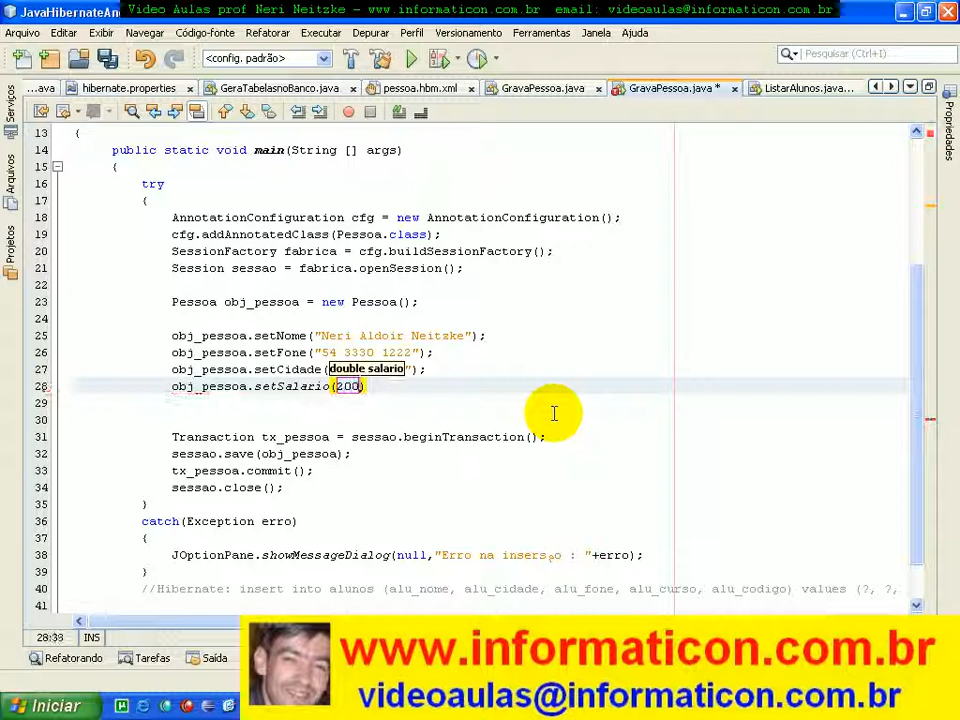 JavaHibernateAn
Video Aulas prof Neri Neitzke – www.informaticon.com.br  email: videoaulas@informaticon.com.br
Arquivo Editar Exibir Navegar Código-fonte Refatorar Executar Depurar Perfil Versionamento Ferramentas Janela Ajuda
<config. padrão> Pesquisar (Ctrl+I)
...ava hibernate.properties GeraTabelasnoBanco.java pessoa.hbm.xml GravaPessoa.java GravaPessoa.java * ListarAlunos.java...
Serviços
Arquivos
Projetos
Propriedades
13 {
14 public static void main(String [] args)
15 {
16 try
17 {
18 AnnotationConfiguration cfg = new AnnotationConfiguration();
19 cfg.addAnnotatedClass(Pessoa.class);
20 SessionFactory fabrica = cfg.buildSessionFactory();
21 Session sessao = fabrica.openSession();
22
23 Pessoa obj_pessoa = new Pessoa();
24
25 obj_pessoa.setNome("Neri Aldoir Neitzke");
26 obj_pessoa.setFone("54 3330 1222");
27 obj_pessoa.setCidade(double salario");
28 obj_pessoa.setSalario(200)
29
30
31 Transaction tx_pessoa = sessao.beginTransaction();
32 sessao.save(obj_pessoa);
33 tx_pessoa.commit();
34 sessao.close();
35 }
36 catch(Exception erro)
37 {
38 JOptionPane.showMessageDialog(null,"Erro na inserção : "+erro);
39 }
40 //Hibernate: insert into alunos (alu_nome, alu_cidade, alu_fone, alu_curso, alu_codigo) values (?, ?,
41
28:33 INS
Refatorando Tarefas Saída
www.informaticon.com.br
videoaulas@informaticon.com.br
Iniciar